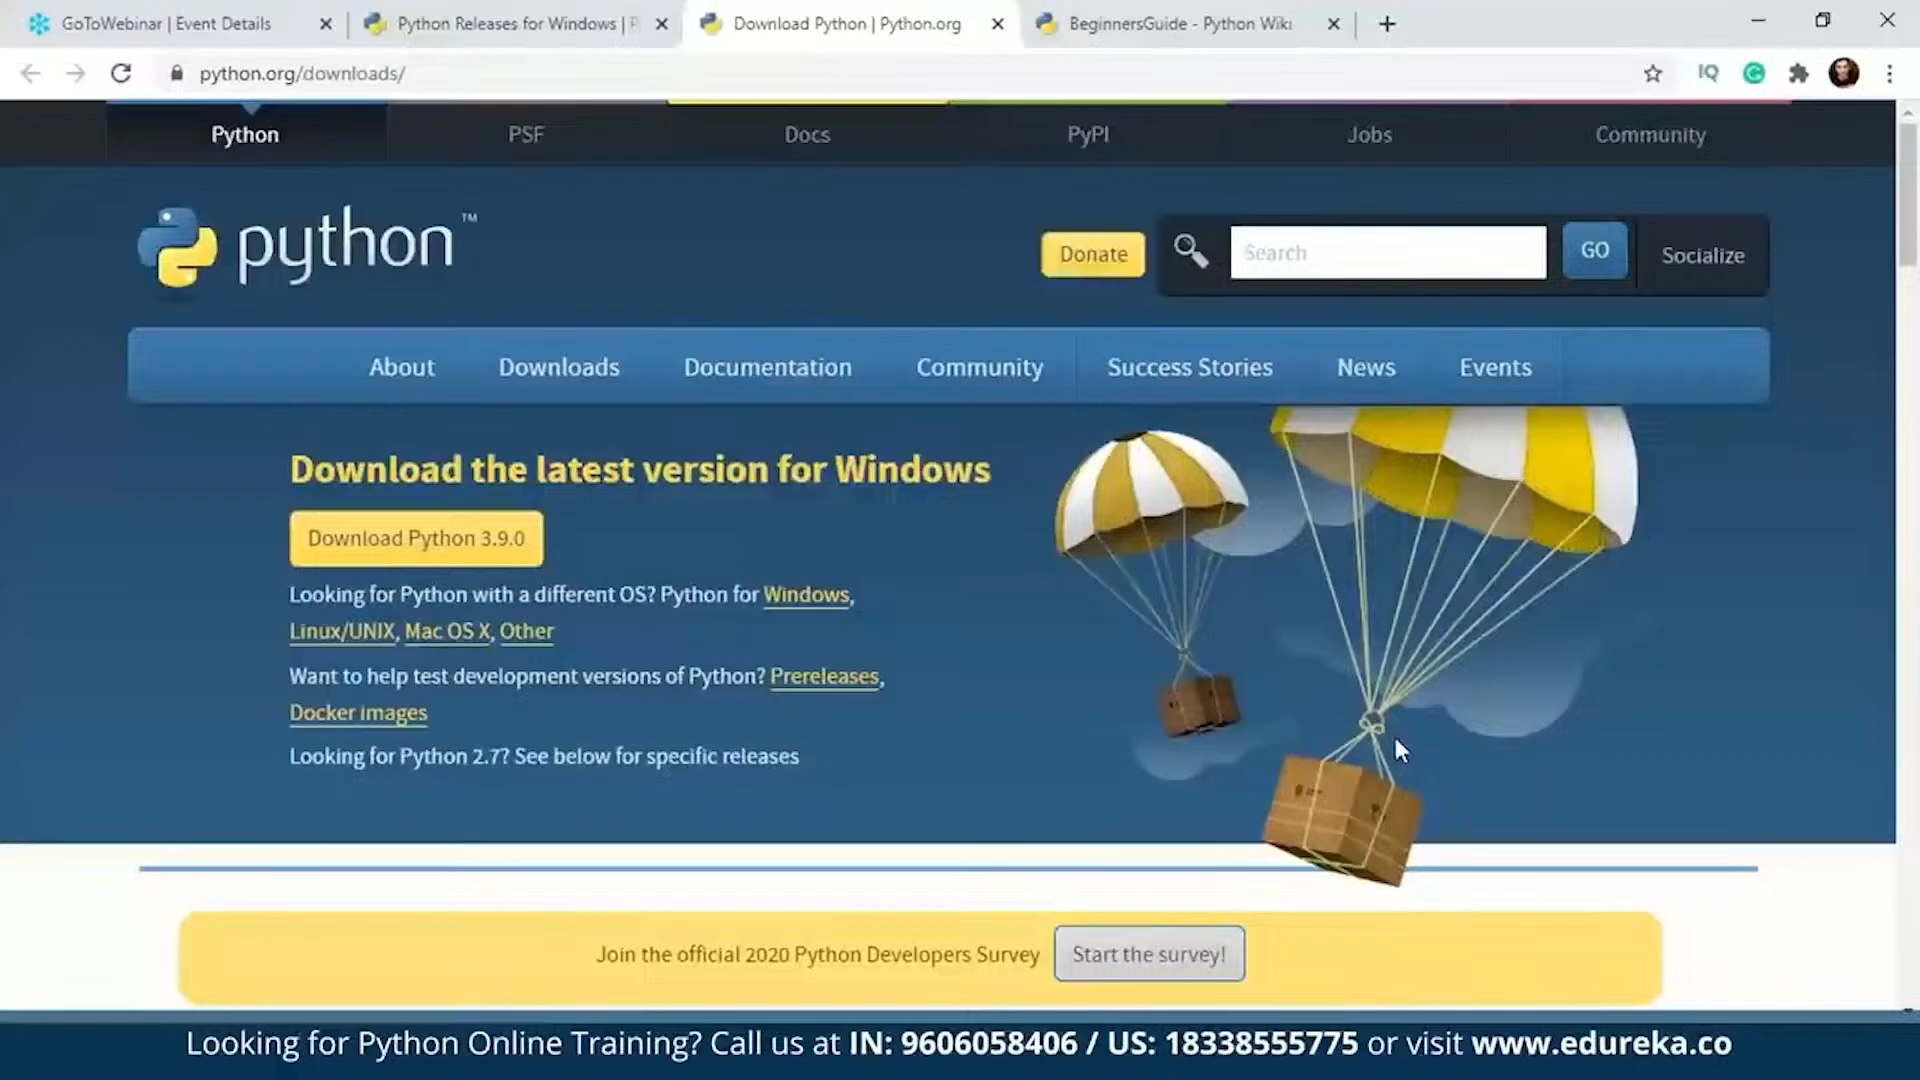 GoToWebinar | Event Details
Python Releases for Windows | P
Download Python | Python.org
BeginnersGuide - Python Wiki
python.org/downloads/
IQ
Python
PSF
Docs
PyPI
Jobs
Community
python™
Donate
Search
GO
Socialize
About
Downloads
Documentation
Community
Success Stories
News
Events
Download the latest version for Windows
Download Python 3.9.0
Looking for Python with a different OS? Python for Windows,
Linux/UNIX, Mac OS X, Other
Want to help test development versions of Python? Prereleases,
Docker images
Looking for Python 2.7? See below for specific releases
Join the official 2020 Python Developers Survey
Start the survey!
Looking for Python Online Training? Call us at IN: 9606058406 / US: 18338555775 or visit www.edureka.co